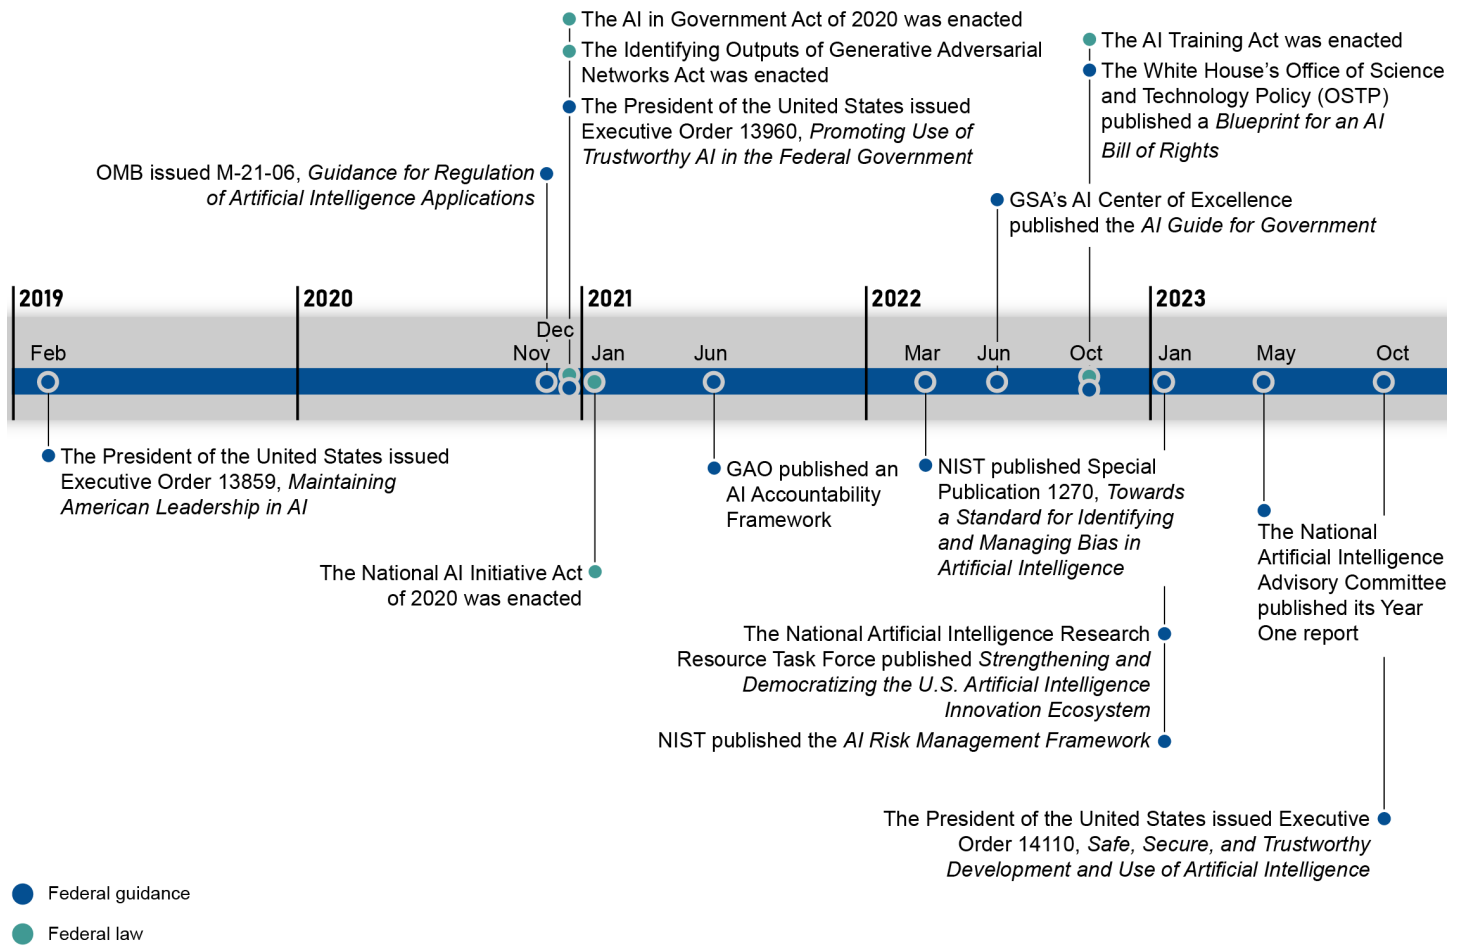 The AI in Government Act of 2020 was enacted
The Identifying Outputs of Generative Adversarial
Networks Act was enacted
The President of the United States issued
Executive Order 13960, Promoting Use of
Trustworthy AI in the Federal Government
The AI Training Act was enacted
The White House's Office of Science
and Technology Policy (OSTP)
published a Blueprint for an AI
Bill of Rights
OMB issued M-21-06, Guidance for Regulation
of Artificial Intelligence Applications
GSA's AI Center of Excellence
published the AI Guide for Government
2019
2020
2021
2022
2023
Feb
Nov
Dec
Jan
Jun
Mar
Jun
Oct
Jan
May
Oct
The President of the United States issued
Executive Order 13859, Maintaining
American Leadership in AI
The National AI Initiative Act
of 2020 was enacted
GAO published an
AI Accountability
Framework
NIST published Special
Publication 1270, Towards
a Standard for Identifying
and Managing Bias in
Artificial Intelligence
The National
Artificial Intelligence
Advisory Committee
published its Year
One report
The National Artificial Intelligence Research
Resource Task Force published Strengthening and
Democratizing the U.S. Artificial Intelligence
Innovation Ecosystem
NIST published the AI Risk Management Framework
The President of the United States issued Executive
Order 14110, Safe, Secure, and Trustworthy
Development and Use of Artificial Intelligence
Federal guidance
Federal law